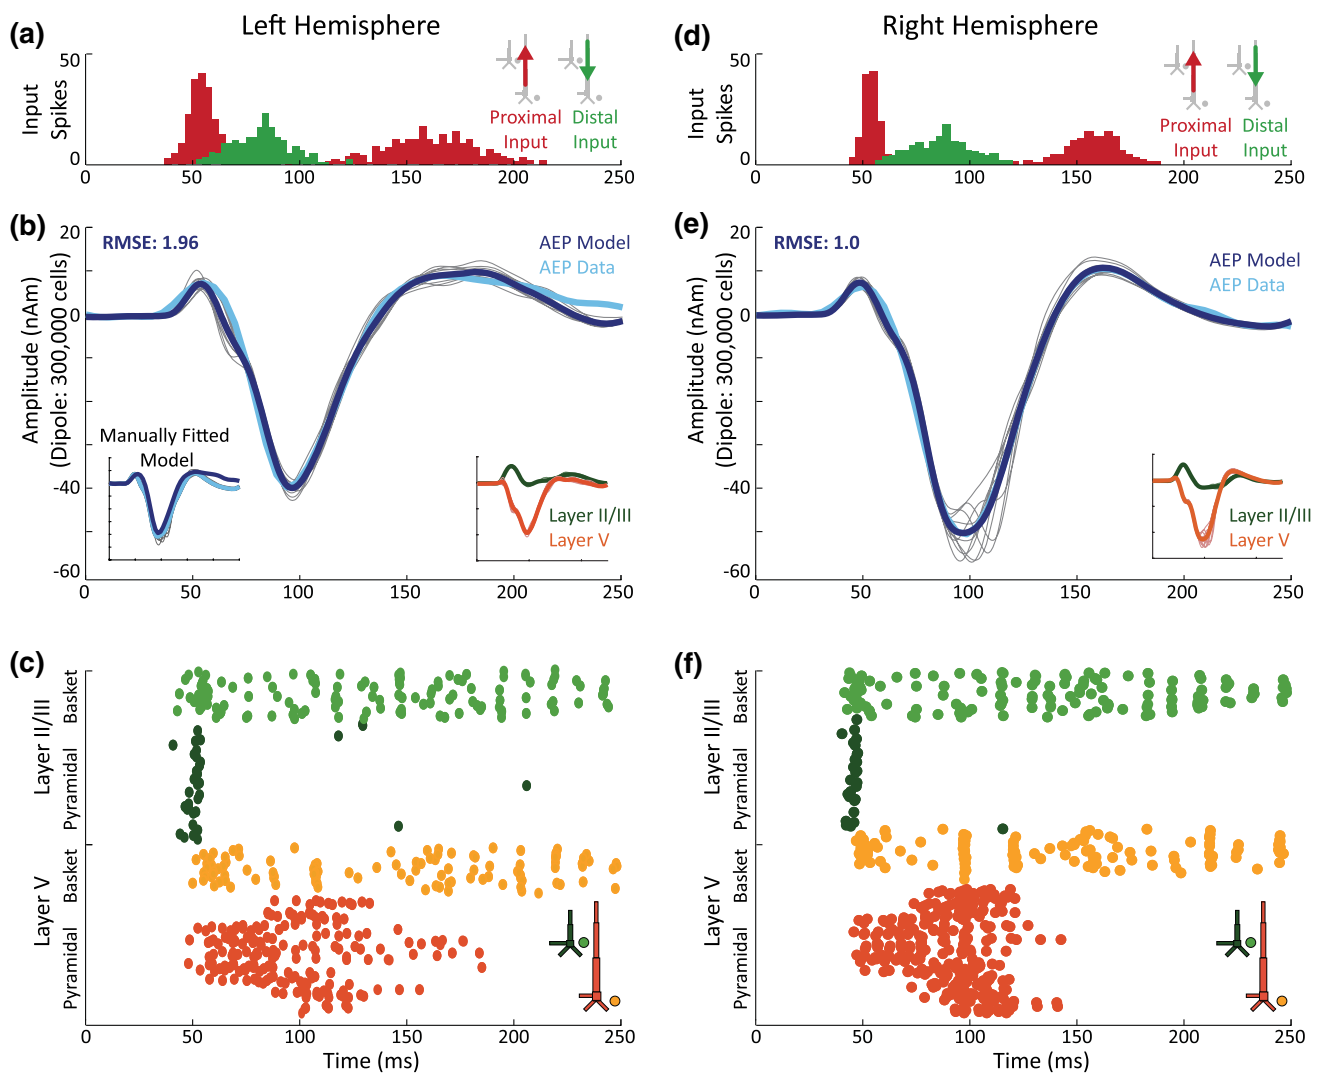 Left Hemisphere
(a)
50
0
Input
Spikes
Proximal
Input
Distal
Input
0
50
100
150
200
250
(b)
RMSE: 1.96
AEP Model
AEP Data
20
0
-40
-60
Amplitude (nAm)
(Dipole: 300,000 cells)
Manually Fitted
Model
Layer II/III
Layer V
0
50
100
150
200
250
(c)
Layer II/III
Basket
Pyramidal
Layer V
Basket
Pyramidal
0
50
100
150
200
250
Time (ms)
Right Hemisphere
(d)
50
0
Input
Spikes
Proximal
Input
Distal
Input
0
50
100
150
200
250
(e)
RMSE: 1.0
AEP Model
AEP Data
20
0
-40
-60
Amplitude (nAm)
(Dipole: 300,000 cells)
Layer II/III
Layer V
0
50
100
150
200
250
(f)
Layer II/III
Basket
Pyramidal
Layer V
Basket
Pyramidal
0
50
100
150
200
250
Time (ms)